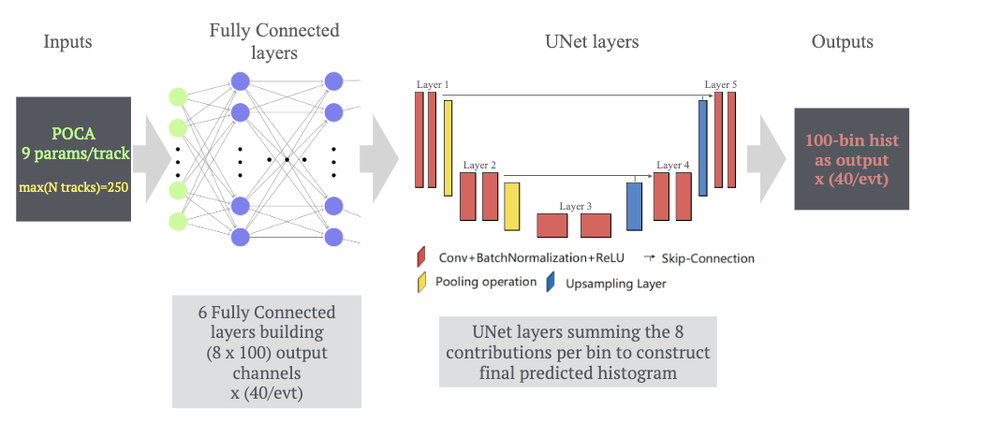 Inputs
Fully Connected
layers
UNet layers
Outputs
POCA
9 params/track
max(N tracks)=250
Layer 1
Layer 5
Layer 2
Layer 4
Layer 3
100-bin hist
as output
x (40/evt)
Conv+BatchNormalization+ReLU
Skip-Connection
Pooling operation
Upsampling Layer
6 Fully Connected
layers building
(8 x 100) output
channels
x (40/evt)
UNet layers summing the 8
contributions per bin to construct
final predicted histogram